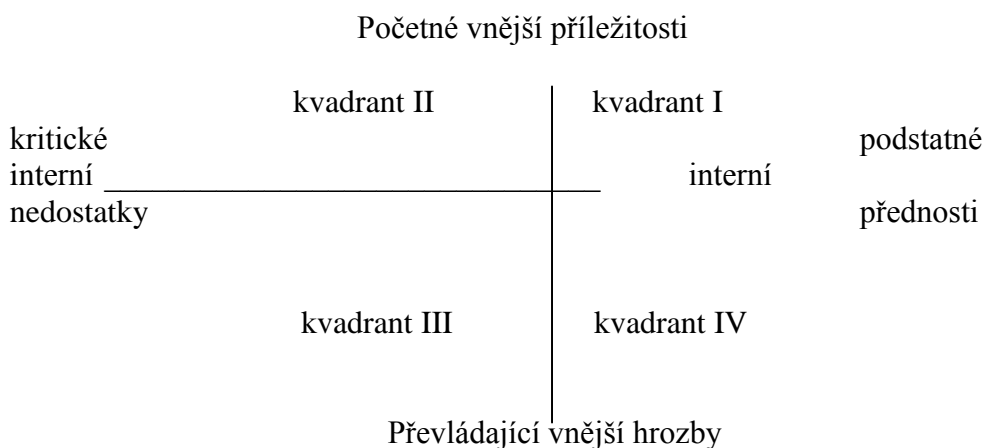 Početné vnější příležitosti
kvadrant II kvadrant I
kritické podstatné
interní interní
nedostatky přednosti
kvadrant III kvadrant IV
Převládající vnější hrozby